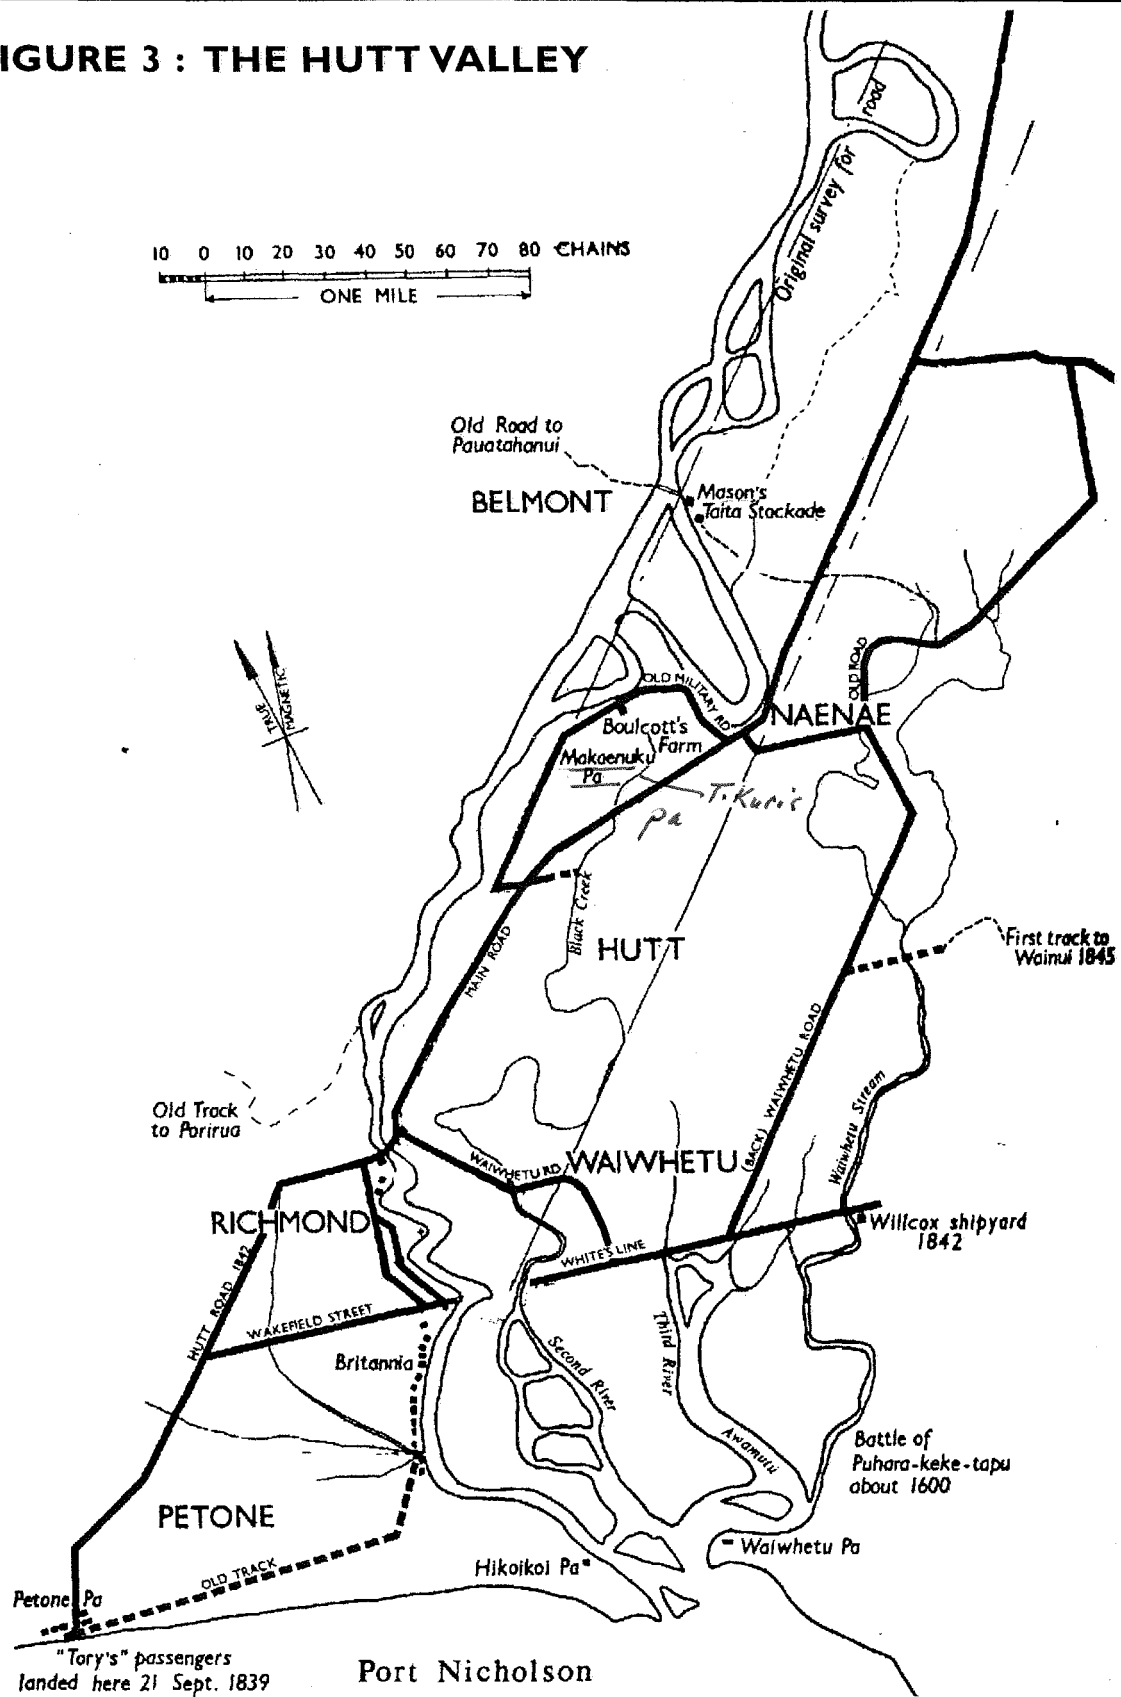 IGURE 3 : THE HUTT VALLEY
road
Original survey for
10 0 10 20 30 40 50 60 70 80 CHAINS
ONE MILE
Old Road to
Pauatahanui
BELMONT
Mason's
Taita Stockade
TRUE
MAGNETIC
OLD MILITARY RD
OLD ROAD
NAENAE
Boulcott's
Farm
Makaenuku
Pa
T. Kuri's
pa
Black Creek
HUTT
MAIN ROAD
First track to
Wainui 1845
(BACK) WAIWHETU ROAD
Waiwhetu Stream
Old Track
to Porirua
WAIWHETU RD
WAIWHETU
RICHMOND
Willcox shipyard
1842
WHITE'S LINE
HUTT ROAD 1842
WAKEFIELD STREET
Britannia
Second River
Third River
Awamutu
Battle of
Puhara-keke-tapu
about 1600
PETONE
OLD TRACK
Hikoikoi Pa
Waiwhetu Pa
Petone Pa
"Tory's" passengers
landed here 21 Sept. 1839
Port Nicholson